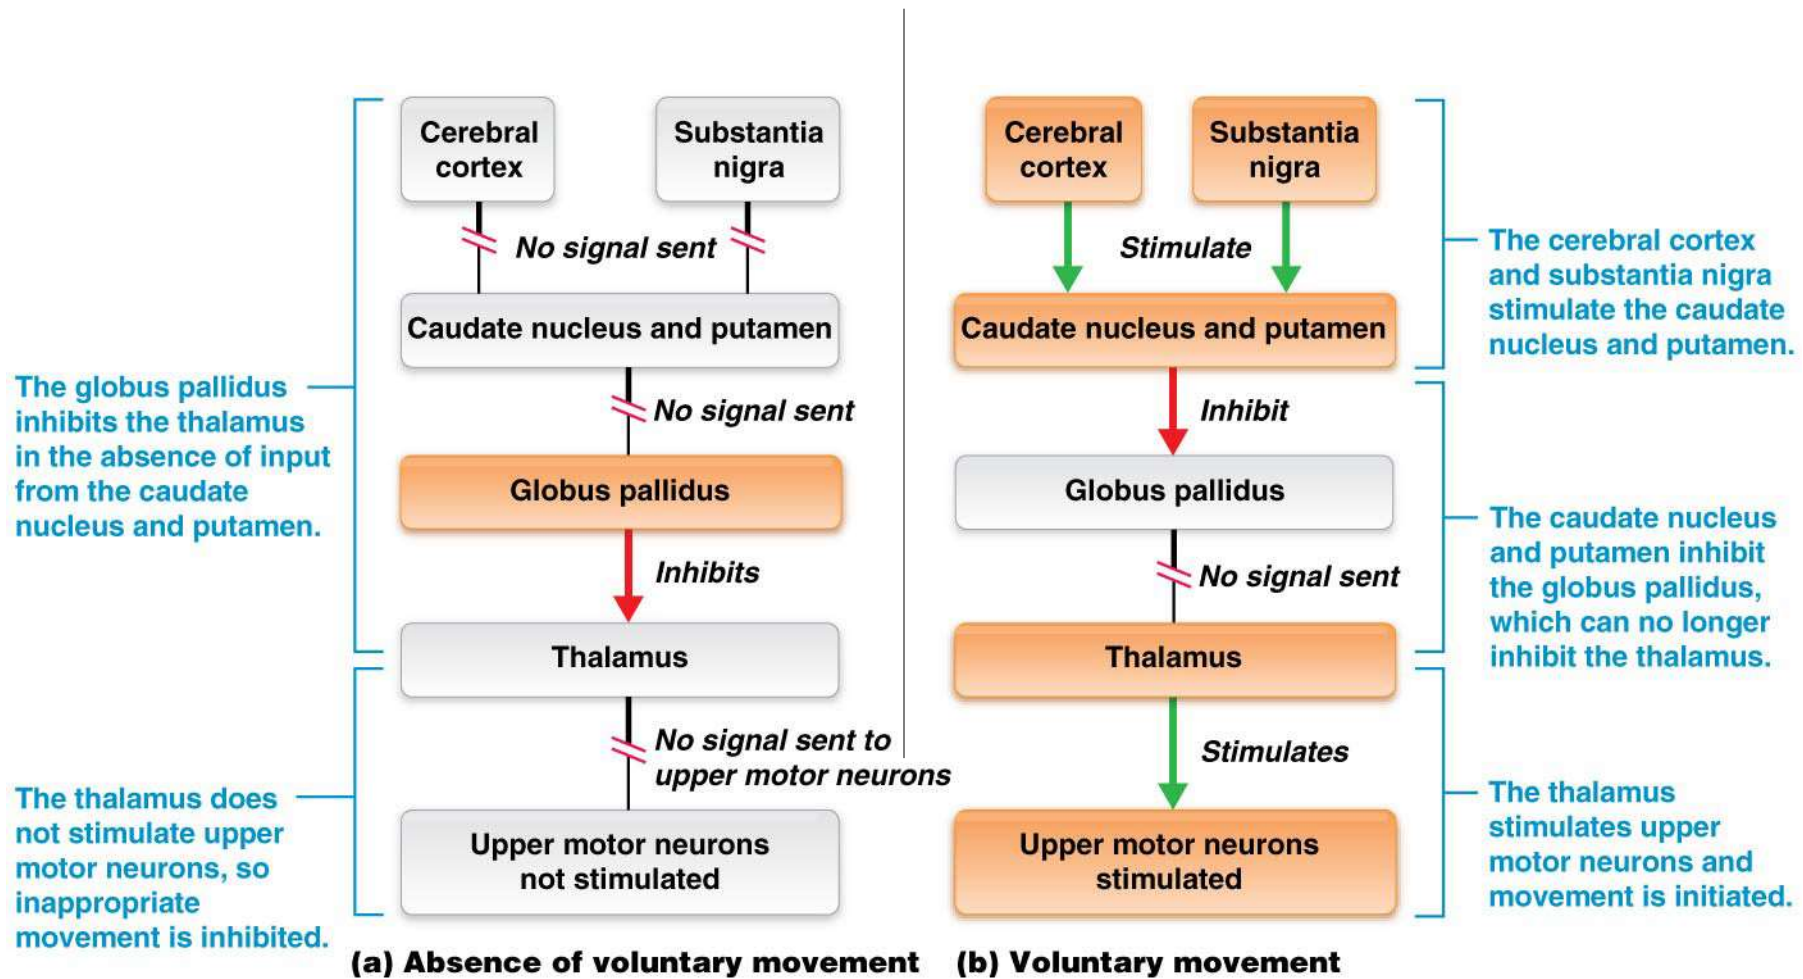 Cerebral
cortex
Substantia
nigra
No signal sent
Caudate nucleus and putamen
No signal sent
Globus pallidus
Inhibits
Thalamus
No signal sent to
upper motor neurons
Upper motor neurons
not stimulated
The globus pallidus
inhibits the thalamus
in the absence of input
from the caudate
nucleus and putamen.
The thalamus does
not stimulate upper
motor neurons, so
inappropriate
movement is inhibited.
(a) Absence of voluntary movement
Cerebral
cortex
Substantia
nigra
Stimulate
Caudate nucleus and putamen
Inhibit
Globus pallidus
No signal sent
Thalamus
Stimulates
Upper motor neurons
stimulated
The cerebral cortex
and substantia nigra
stimulate the caudate
nucleus and putamen.
The caudate nucleus
and putamen inhibit
the globus pallidus,
which can no longer
inhibit the thalamus.
The thalamus
stimulates upper
motor neurons and
movement is initiated.
(b) Voluntary movement